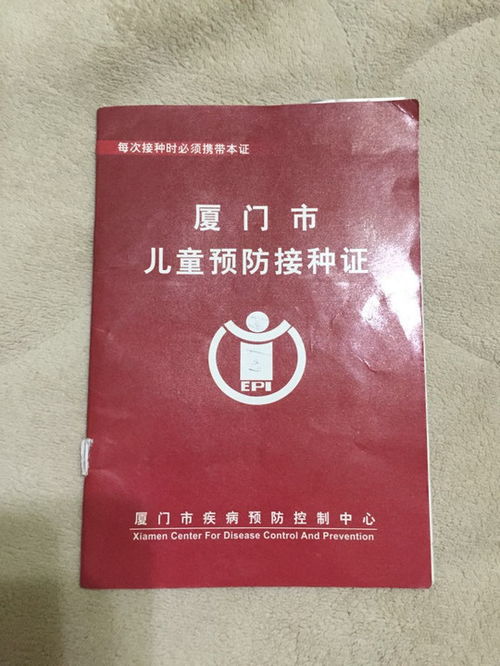 每次接种时必须携带本证
厦门市
儿童预防接种证
EPI
厦门市疾病预防控制中心
Xiamen Center For Disease Control And Prevention